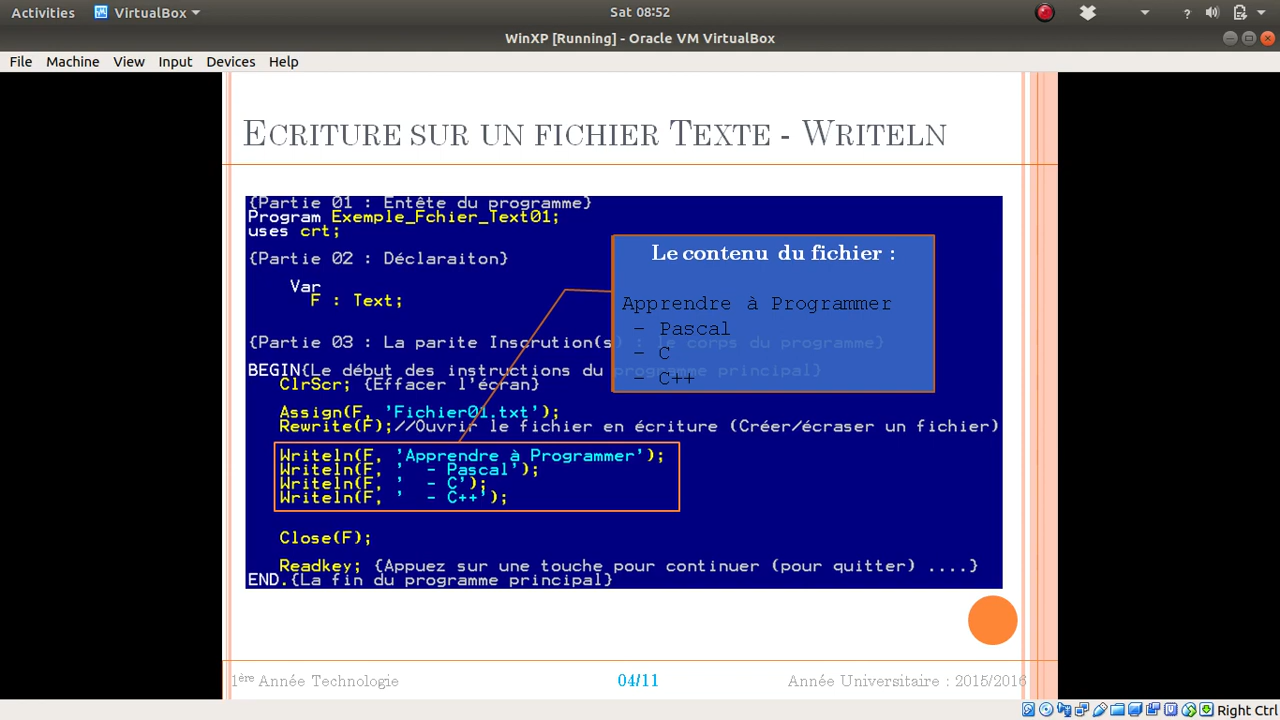 Activities VirtualBox Sat 08:52 ?
WinXP [Running] - Oracle VM VirtualBox
File Machine View Input Devices Help
Ecriture sur un fichier Texte - Writeln
{Partie 01 : Entête du programme}
Program Exemple_Fchier_Text01;
uses crt;
{Partie 02 : Déclaraiton}
Var
F : Text;
{Partie 03 : La parite Inscrution(s) : le corps du programme}
BEGIN{Le début des instructions du programme principal}
ClrScr; {Effacer l'écran}
Assign(F, 'Fichier01.txt');
Rewrite(F);//Ouvrir le fichier en écriture (Créer/écraser un fichier)
Writeln(F, 'Apprendre à Programmer');
Writeln(F, '  - Pascal');
Writeln(F, '  - C');
Writeln(F, '  - C++');
Close(F);
Readkey; {Appuez sur une touche pour continuer (pour quitter) ....}
END.{La fin du programme principal}
Le contenu du fichier :
Apprendre à Programmer
- Pascal
- C
- C++
1ère Année Technologie 04/11 Année Universitaire : 2015/2016
Right Ctrl